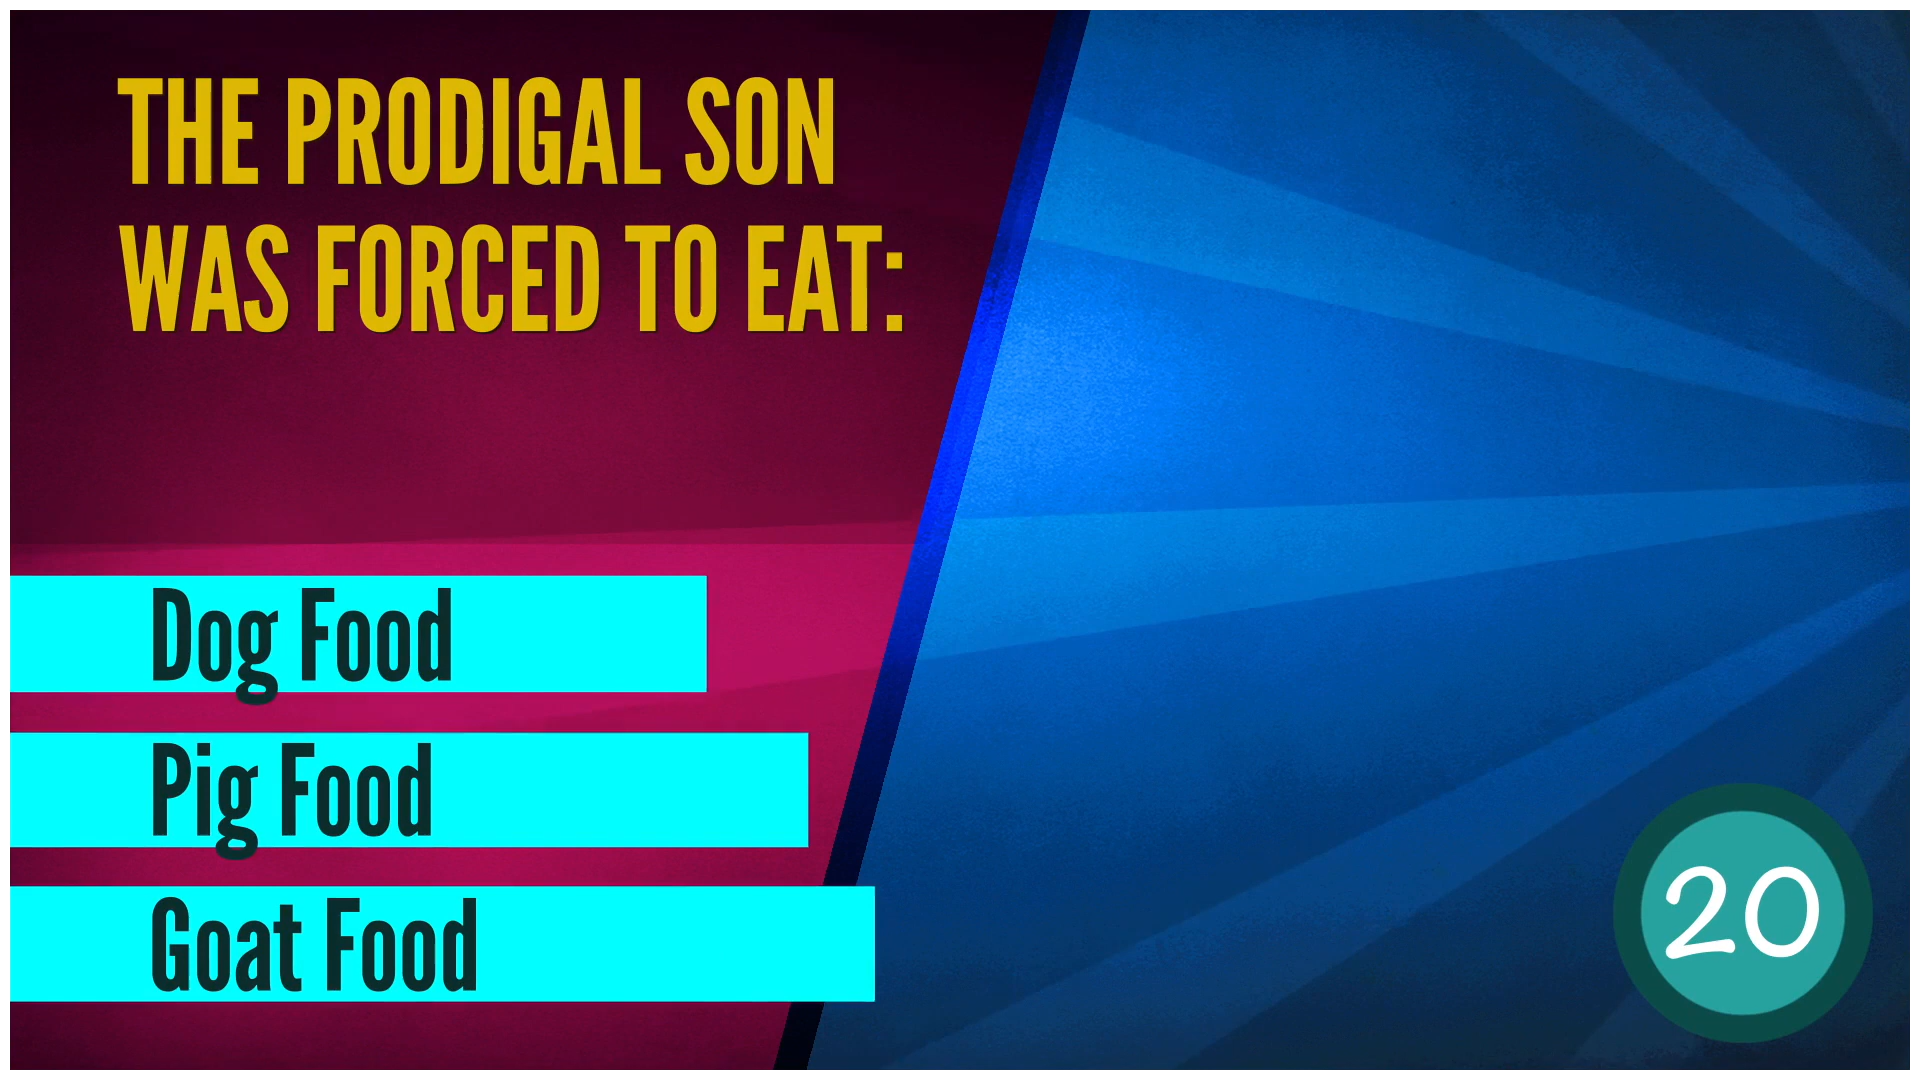 THE PRODIGAL SON
WAS FORCED TO EAT:
Dog Food
Pig Food
Goat Food
20